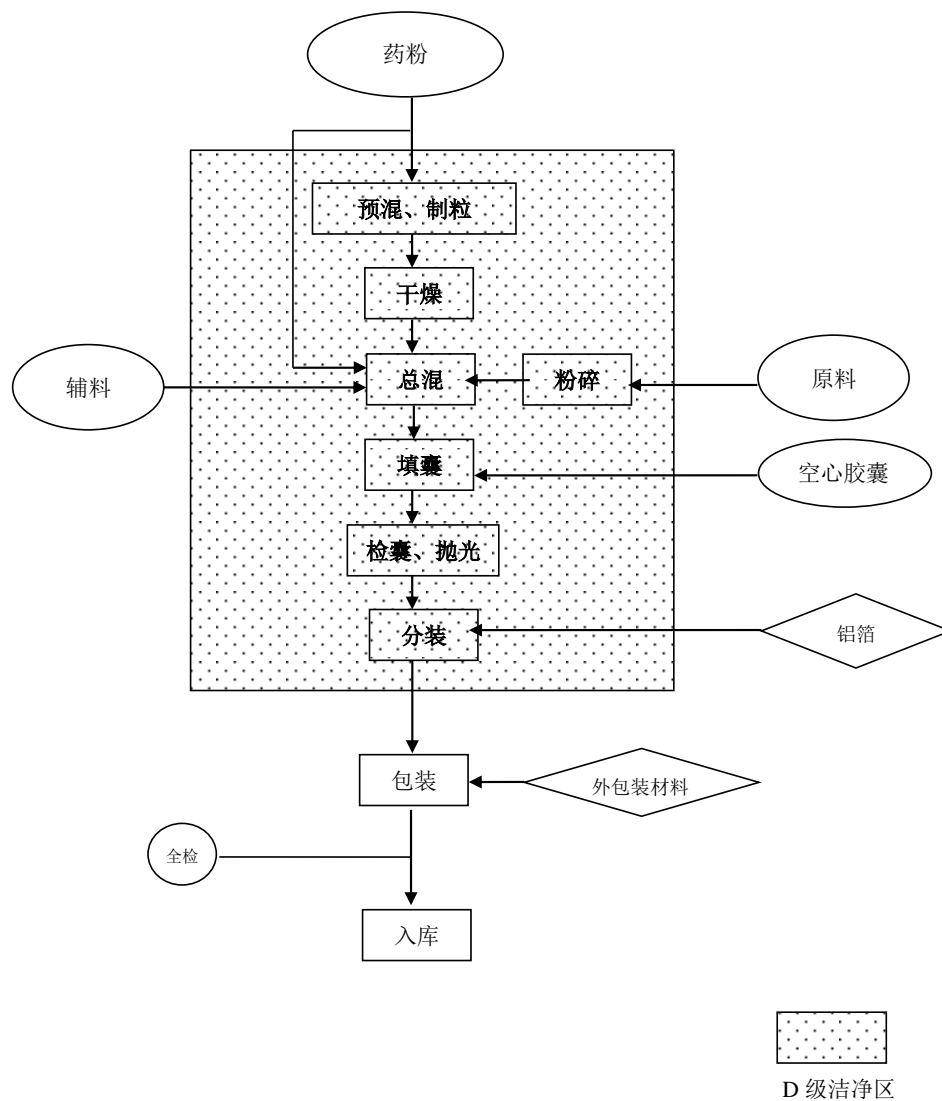 药粉
预混、制粒
干燥
总混
粉碎
辅料
原料
填囊
空心胶囊
检囊、抛光
分装
铝箔
包装
外包装材料
全检
入库
D 级洁净区